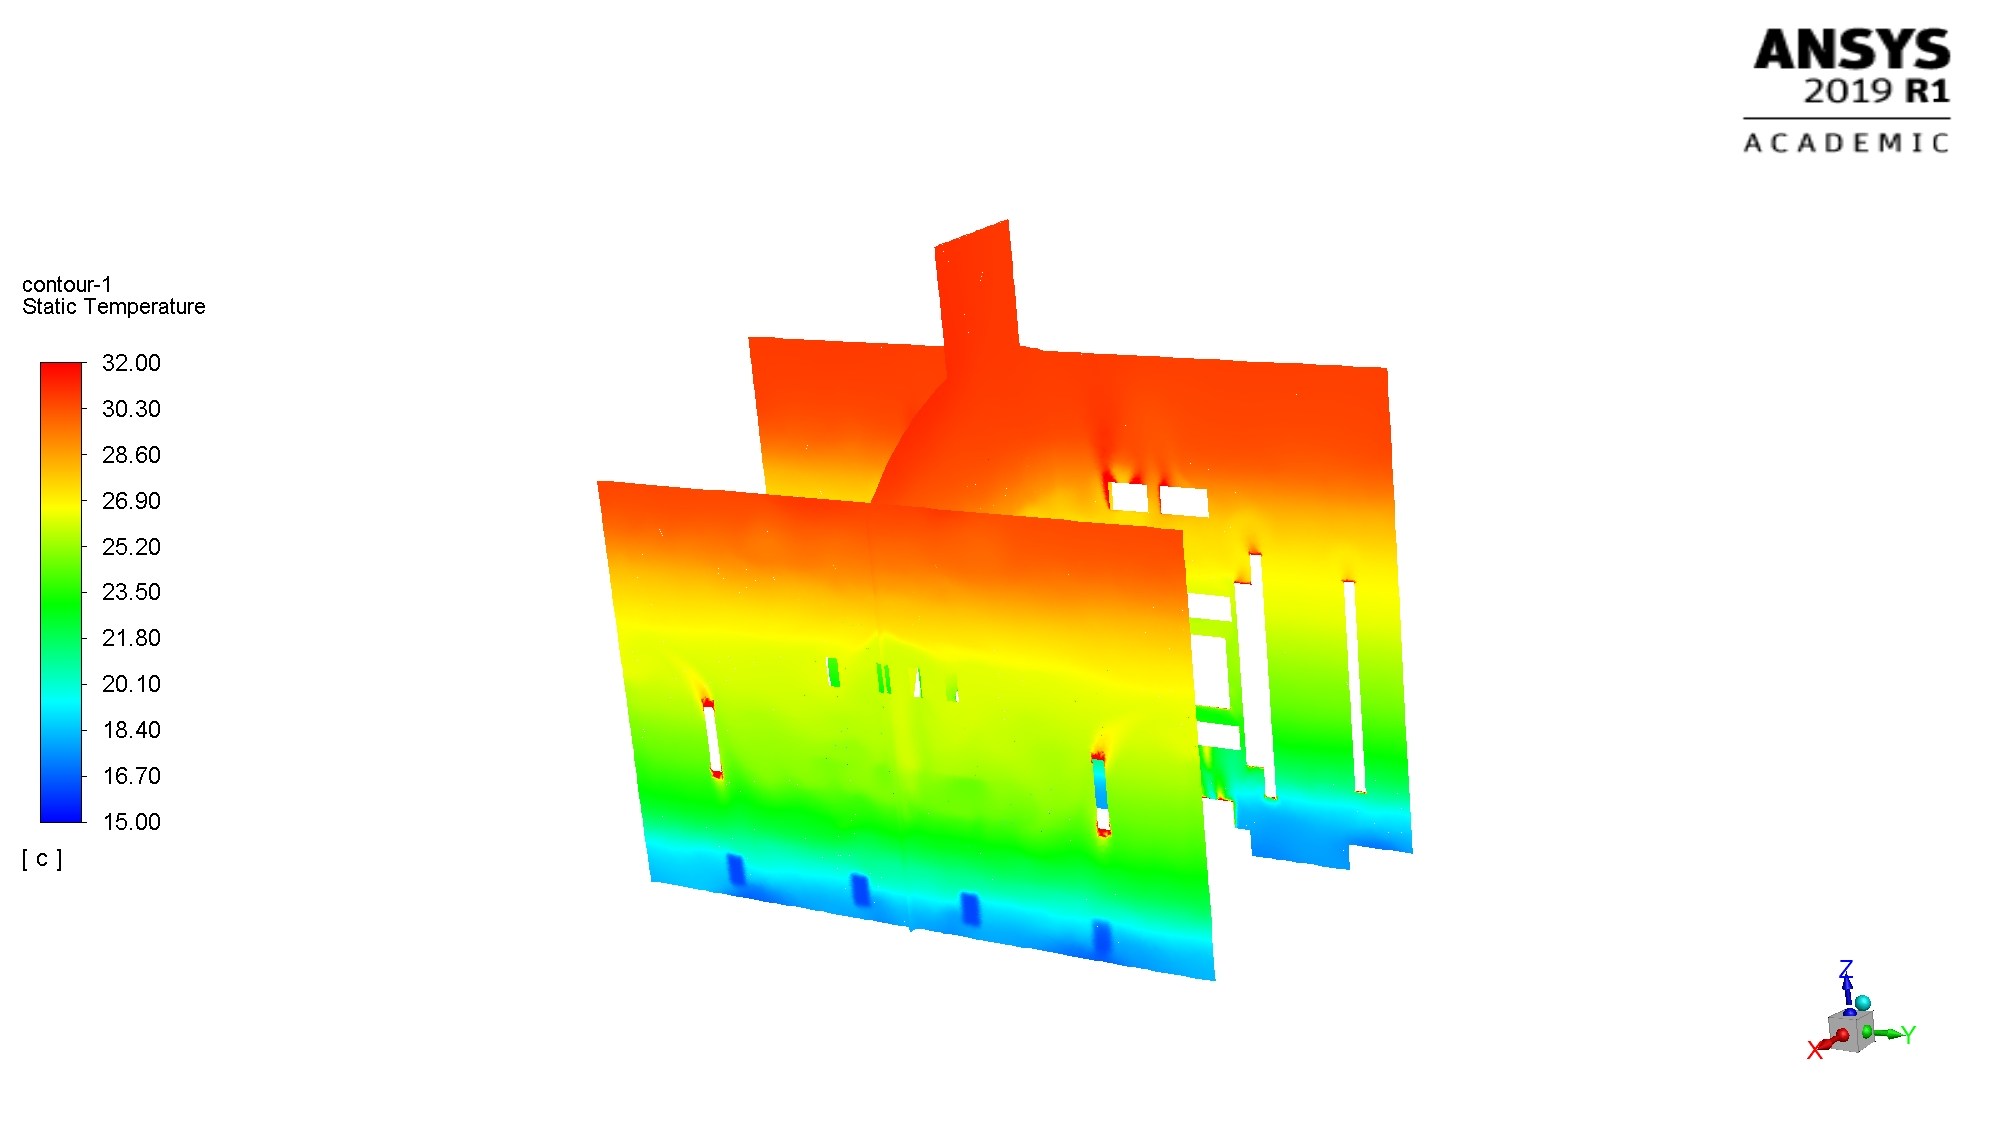 ANSYS
2019 R1
ACADEMIC
contour-1
Static Temperature
32.00
30.30
28.60
26.90
25.20
23.50
21.80
20.10
18.40
16.70
15.00
[ c ]
Z
Y
X